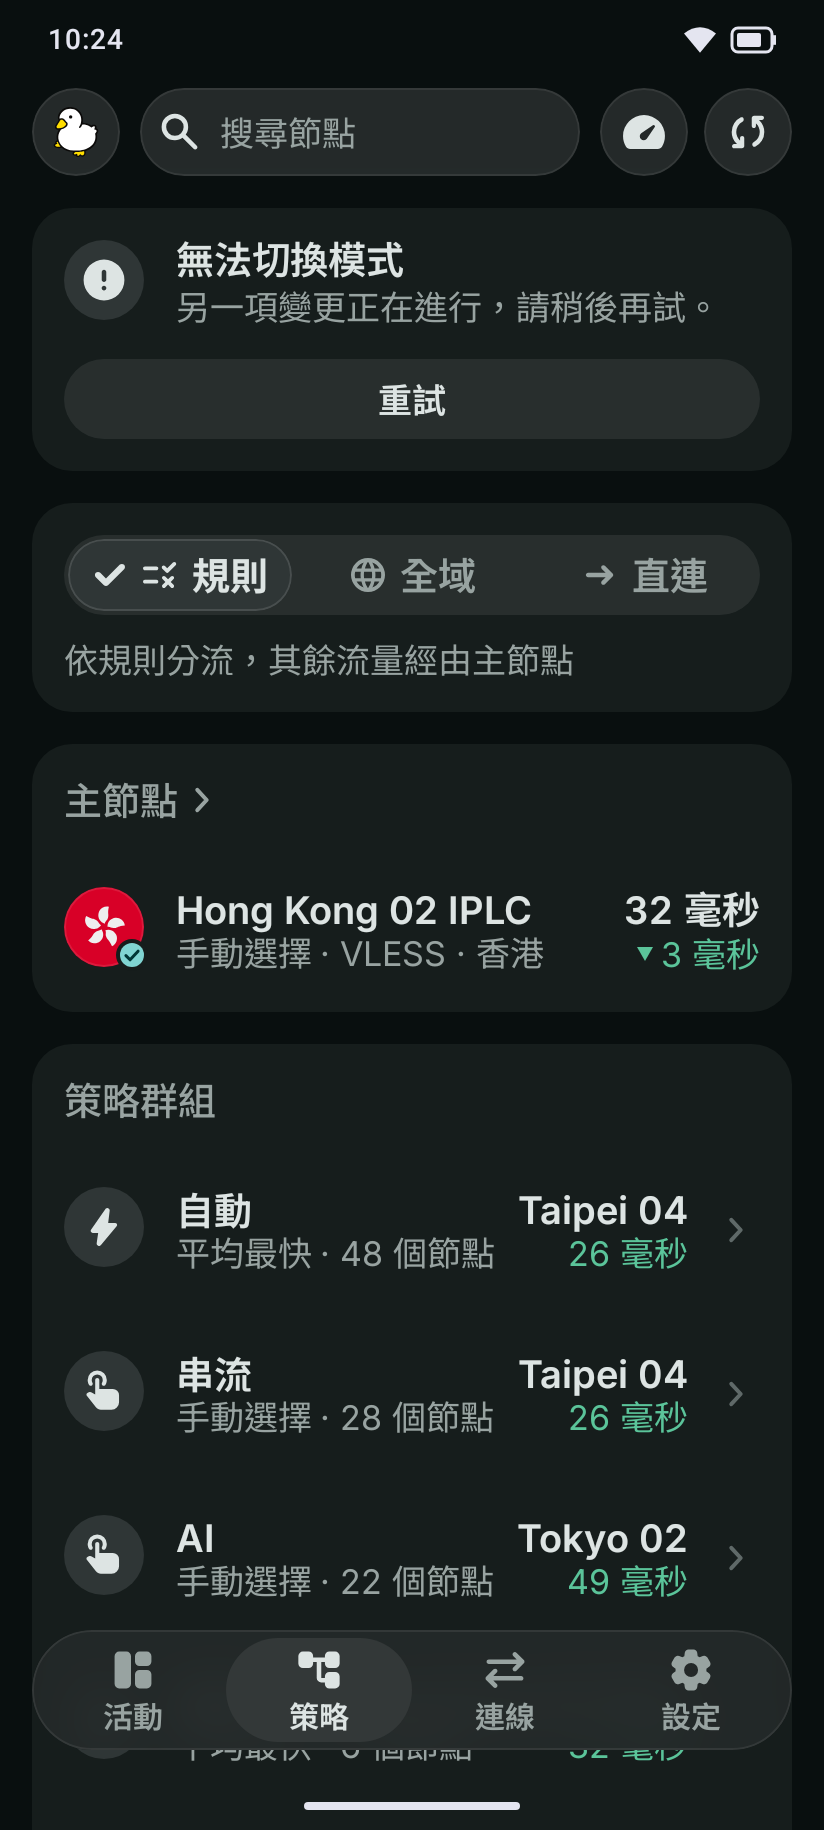 10:24
搜尋節點
無法切換模式
另一項變更正在進行，請稍後再試。
重試
規則
全域
直連
依規則分流，其餘流量經由主節點
主節點
Hong Kong 02 IPLC
32 毫秒
手動選擇 · VLESS · 香港
3 毫秒
策略群組
自動
Taipei 04
平均最快 · 48 個節點
26 毫秒
串流
Taipei 04
手動選擇 · 28 個節點
26 毫秒
AI
Tokyo 02
手動選擇 · 22 個節點
49 毫秒
活動
策略
連線
設定